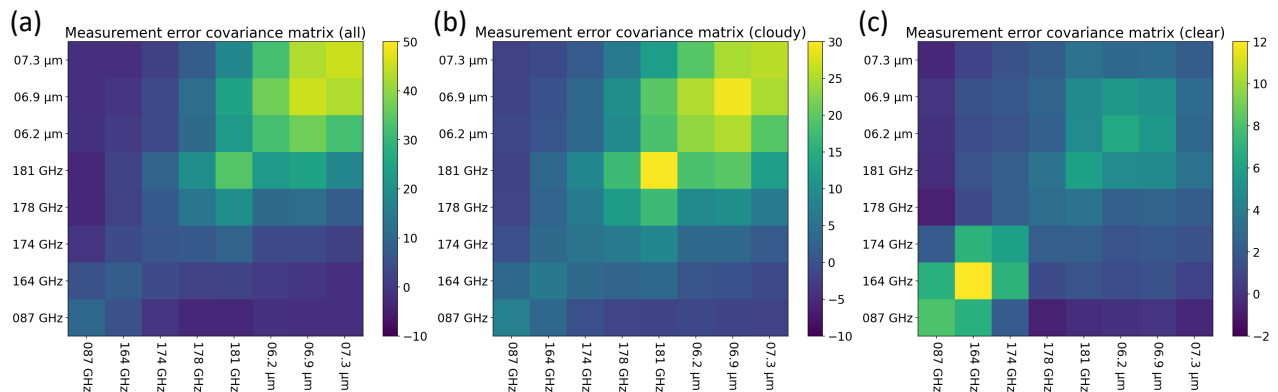 (a)
Measurement error covariance matrix (all)
07.3 μm
06.9 μm
06.2 μm
181 GHz
178 GHz
174 GHz
164 GHz
087 GHz
087 GHz
164 GHz
174 GHz
178 GHz
181 GHz
06.2 μm
06.9 μm
07.3 μm
50
40
30
20
10
0
−10
(b)
Measurement error covariance matrix (cloudy)
07.3 μm
06.9 μm
06.2 μm
181 GHz
178 GHz
174 GHz
164 GHz
087 GHz
087 GHz
164 GHz
174 GHz
178 GHz
181 GHz
06.2 μm
06.9 μm
07.3 μm
30
25
20
15
10
5
0
−5
−10
(c)
Measurement error covariance matrix (clear)
07.3 μm
06.9 μm
06.2 μm
181 GHz
178 GHz
174 GHz
164 GHz
087 GHz
087 GHz
164 GHz
174 GHz
178 GHz
181 GHz
06.2 μm
06.9 μm
07.3 μm
12
10
8
6
4
2
0
−2